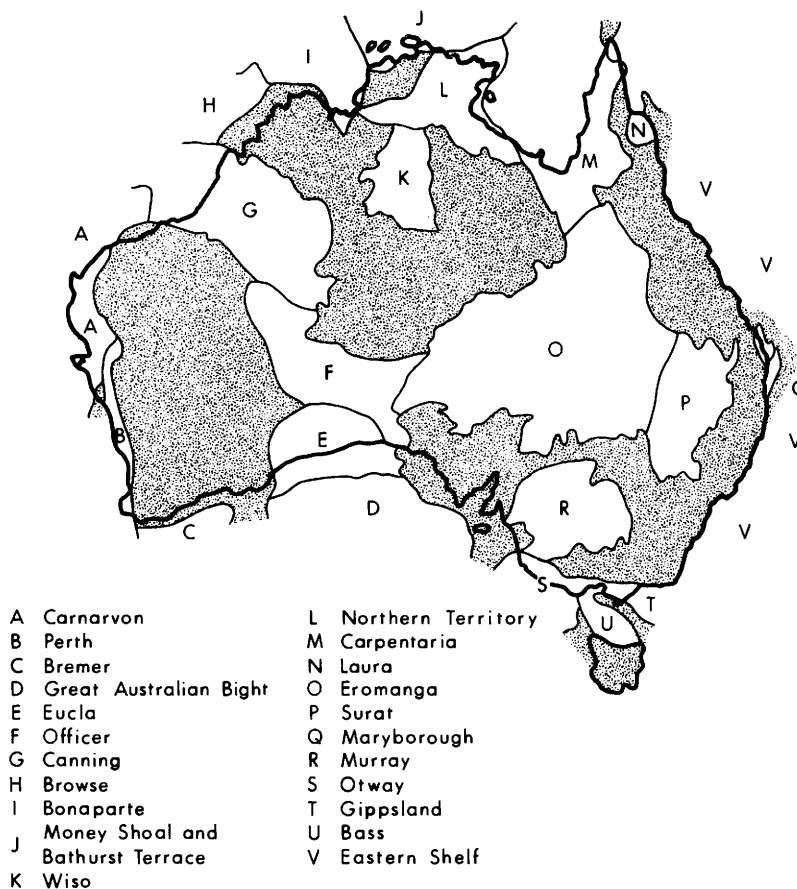 J
I
H
L
N
M
K
V
G
A
V
A
O
F
P
B
E
V
D
R
V
C
S
T
U
A Carnarvon
B Perth
C Bremer
D Great Australian Bight
E Eucla
F Officer
G Canning
H Browse
I Bonaparte
J Money Shoal and
Bathurst Terrace
K Wiso
L Northern Territory
M Carpentaria
N Laura
O Eromanga
P Surat
Q Maryborough
R Murray
S Otway
T Gippsland
U Bass
V Eastern Shelf